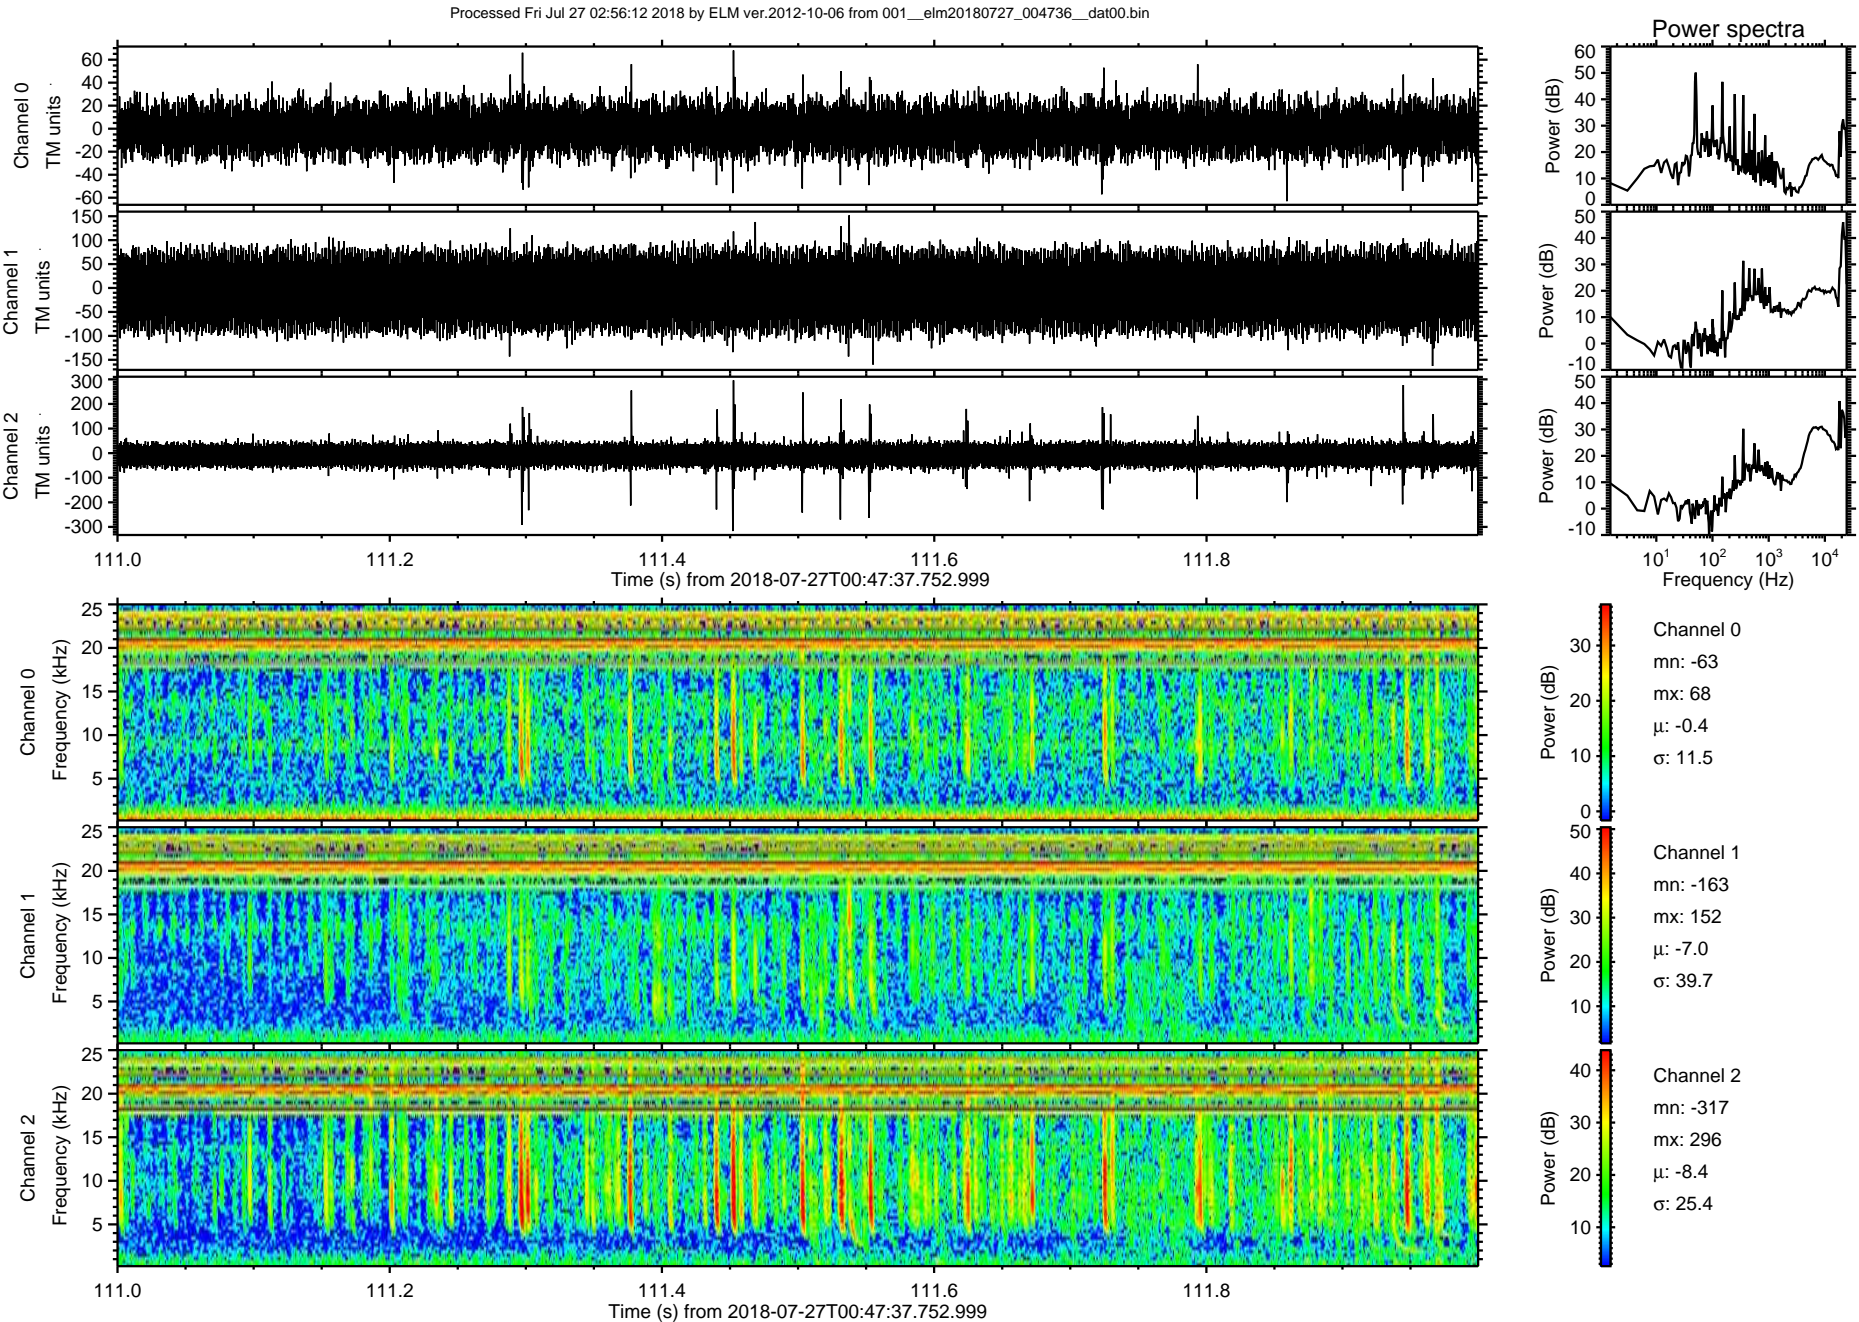 Processed Fri Jul 27 02:56:12 2018 by ELM ver.2012-10-06 from 001__elm20180727_004736__dat00.bin
Power spectra
Channel 0
TM units
60
40
20
0
-20
-40
-60
Power (dB)
60
50
40
30
20
10
0
Channel 1
TM units
150
100
50
0
-50
-100
-150
Power (dB)
50
40
30
20
10
0
-10
Channel 2
TM units
300
200
100
0
-100
-200
-300
Power (dB)
50
40
30
20
10
0
-10
111.0 111.2 111.4 111.6 111.8
Time (s) from 2018-07-27T00:47:37.752.999
10^1 10^2 10^3 10^4
Frequency (Hz)
Channel 0
Frequency (kHz)
25
20
15
10
5
Power (dB)
30
20
10
0
Channel 0
mn: -63
mx: 68
μ: -0.4
σ: 11.5
Channel 1
Frequency (kHz)
25
20
15
10
5
Power (dB)
50
40
30
20
10
Channel 1
mn: -163
mx: 152
μ: -7.0
σ: 39.7
Channel 2
Frequency (kHz)
25
20
15
10
5
Power (dB)
40
30
20
10
Channel 2
mn: -317
mx: 296
μ: -8.4
σ: 25.4
111.0 111.2 111.4 111.6 111.8
Time (s) from 2018-07-27T00:47:37.752.999